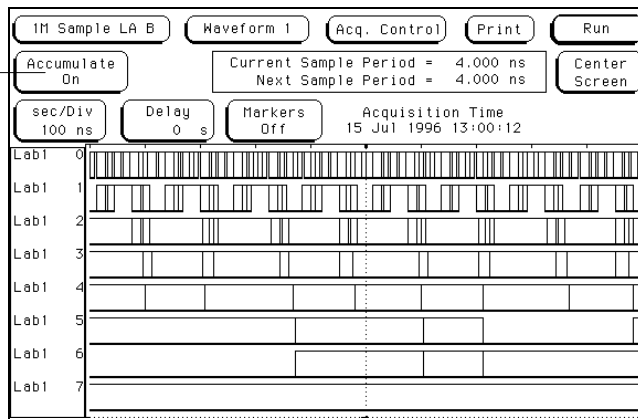 1M Sample LA B Waveform 1 Acq. Control Print Run
Accumulate
On
Current Sample Period = 4.000 ns
Next Sample Period = 4.000 ns
Center
Screen
sec/Div
100 ns
Delay
0 s
Markers
Off
Acquisition Time
15 Jul 1996 13:00:12
Lab1 0
Lab1 1
Lab1 2
Lab1 3
Lab1 4
Lab1 5
Lab1 6
Lab1 7